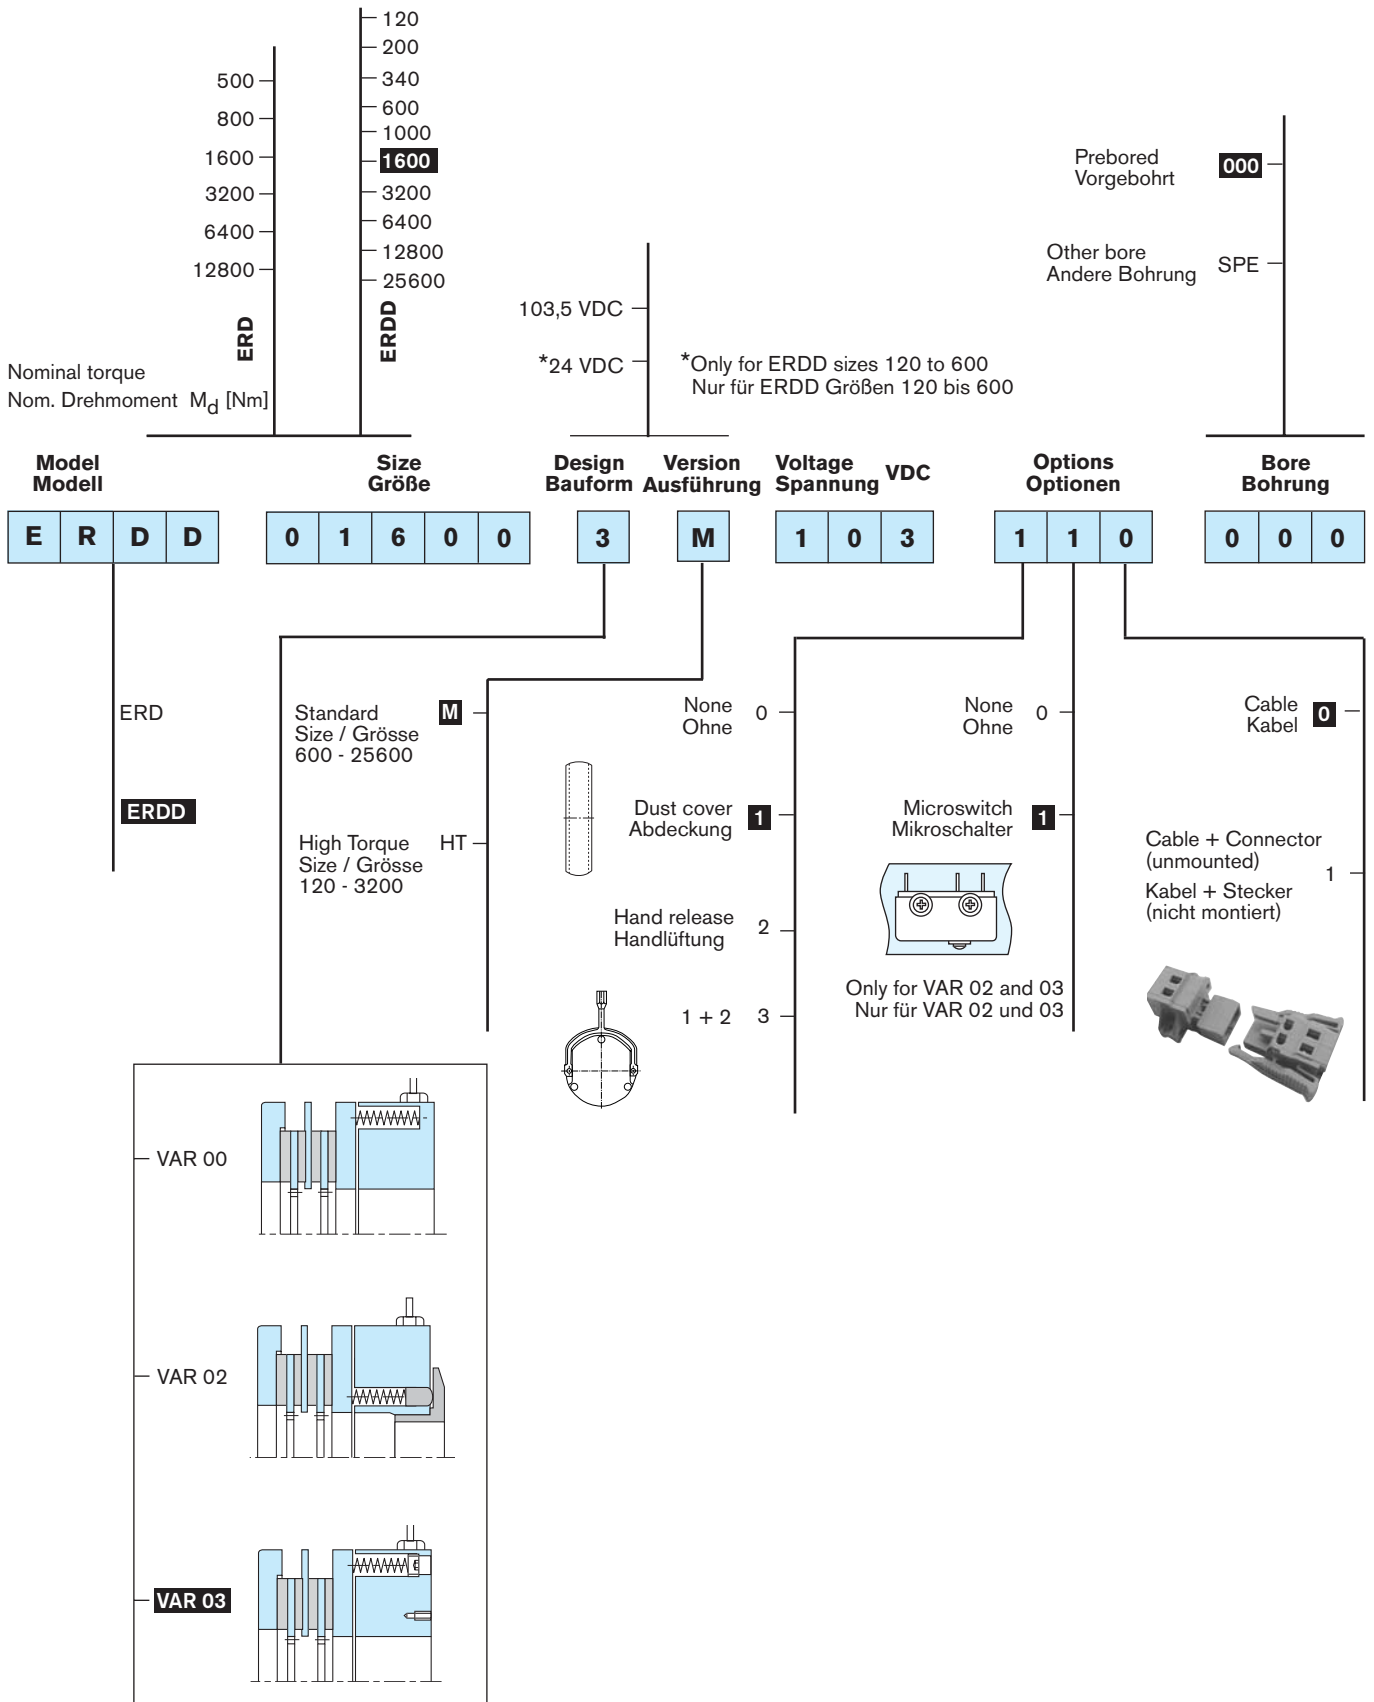 120
200
340
600
1000
1600
3200
6400
12800
25600
ERDD
500
800
1600
3200
6400
12800
ERD
Nominal torque
Nom. Drehmoment Md [Nm]
103,5 VDC
*24 VDC
*Only for ERDD sizes 120 to 600
Nur für ERDD Größen 120 bis 600
Prebored
Vorgebohrt
000
Other bore
Andere Bohrung
SPE
Model
Modell
Size
Größe
Design
Bauform
Version
Ausführung
Voltage
Spannung
VDC
Options
Optionen
Bore
Bohrung
E R D D
0 1 6 0 0
3
M
1 0 3
1 1 0
0 0 0
ERD
ERDD
Standard
Size / Grösse
600 - 25600
M
High Torque
Size / Grösse
120 - 3200
HT
None
Ohne
0
Dust cover
Abdeckung
1
Hand release
Handlüftung
2
1 + 2
3
None
Ohne
0
Microswitch
Mikroschalter
1
Only for VAR 02 and 03
Nur für VAR 02 und 03
Cable
Kabel
0
Cable + Connector
(unmounted)
Kabel + Stecker
(nicht montiert)
1
VAR 00
VAR 02
VAR 03